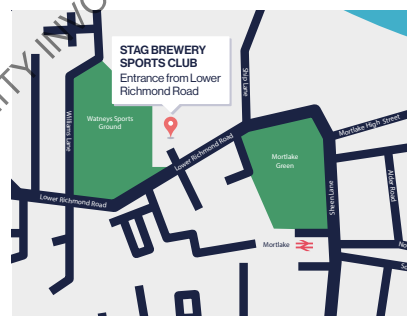 STAG BREWERY
SPORTS CLUB
Entrance from Lower
Richmond Road
Ship Lane
Williams Lane
Watneys Sports
Ground
Lower Richmond Road
Mortlake High Street
Mortlake
Green
Alder Road
Sheen Lane
Lower Richmond Road
Mortlake